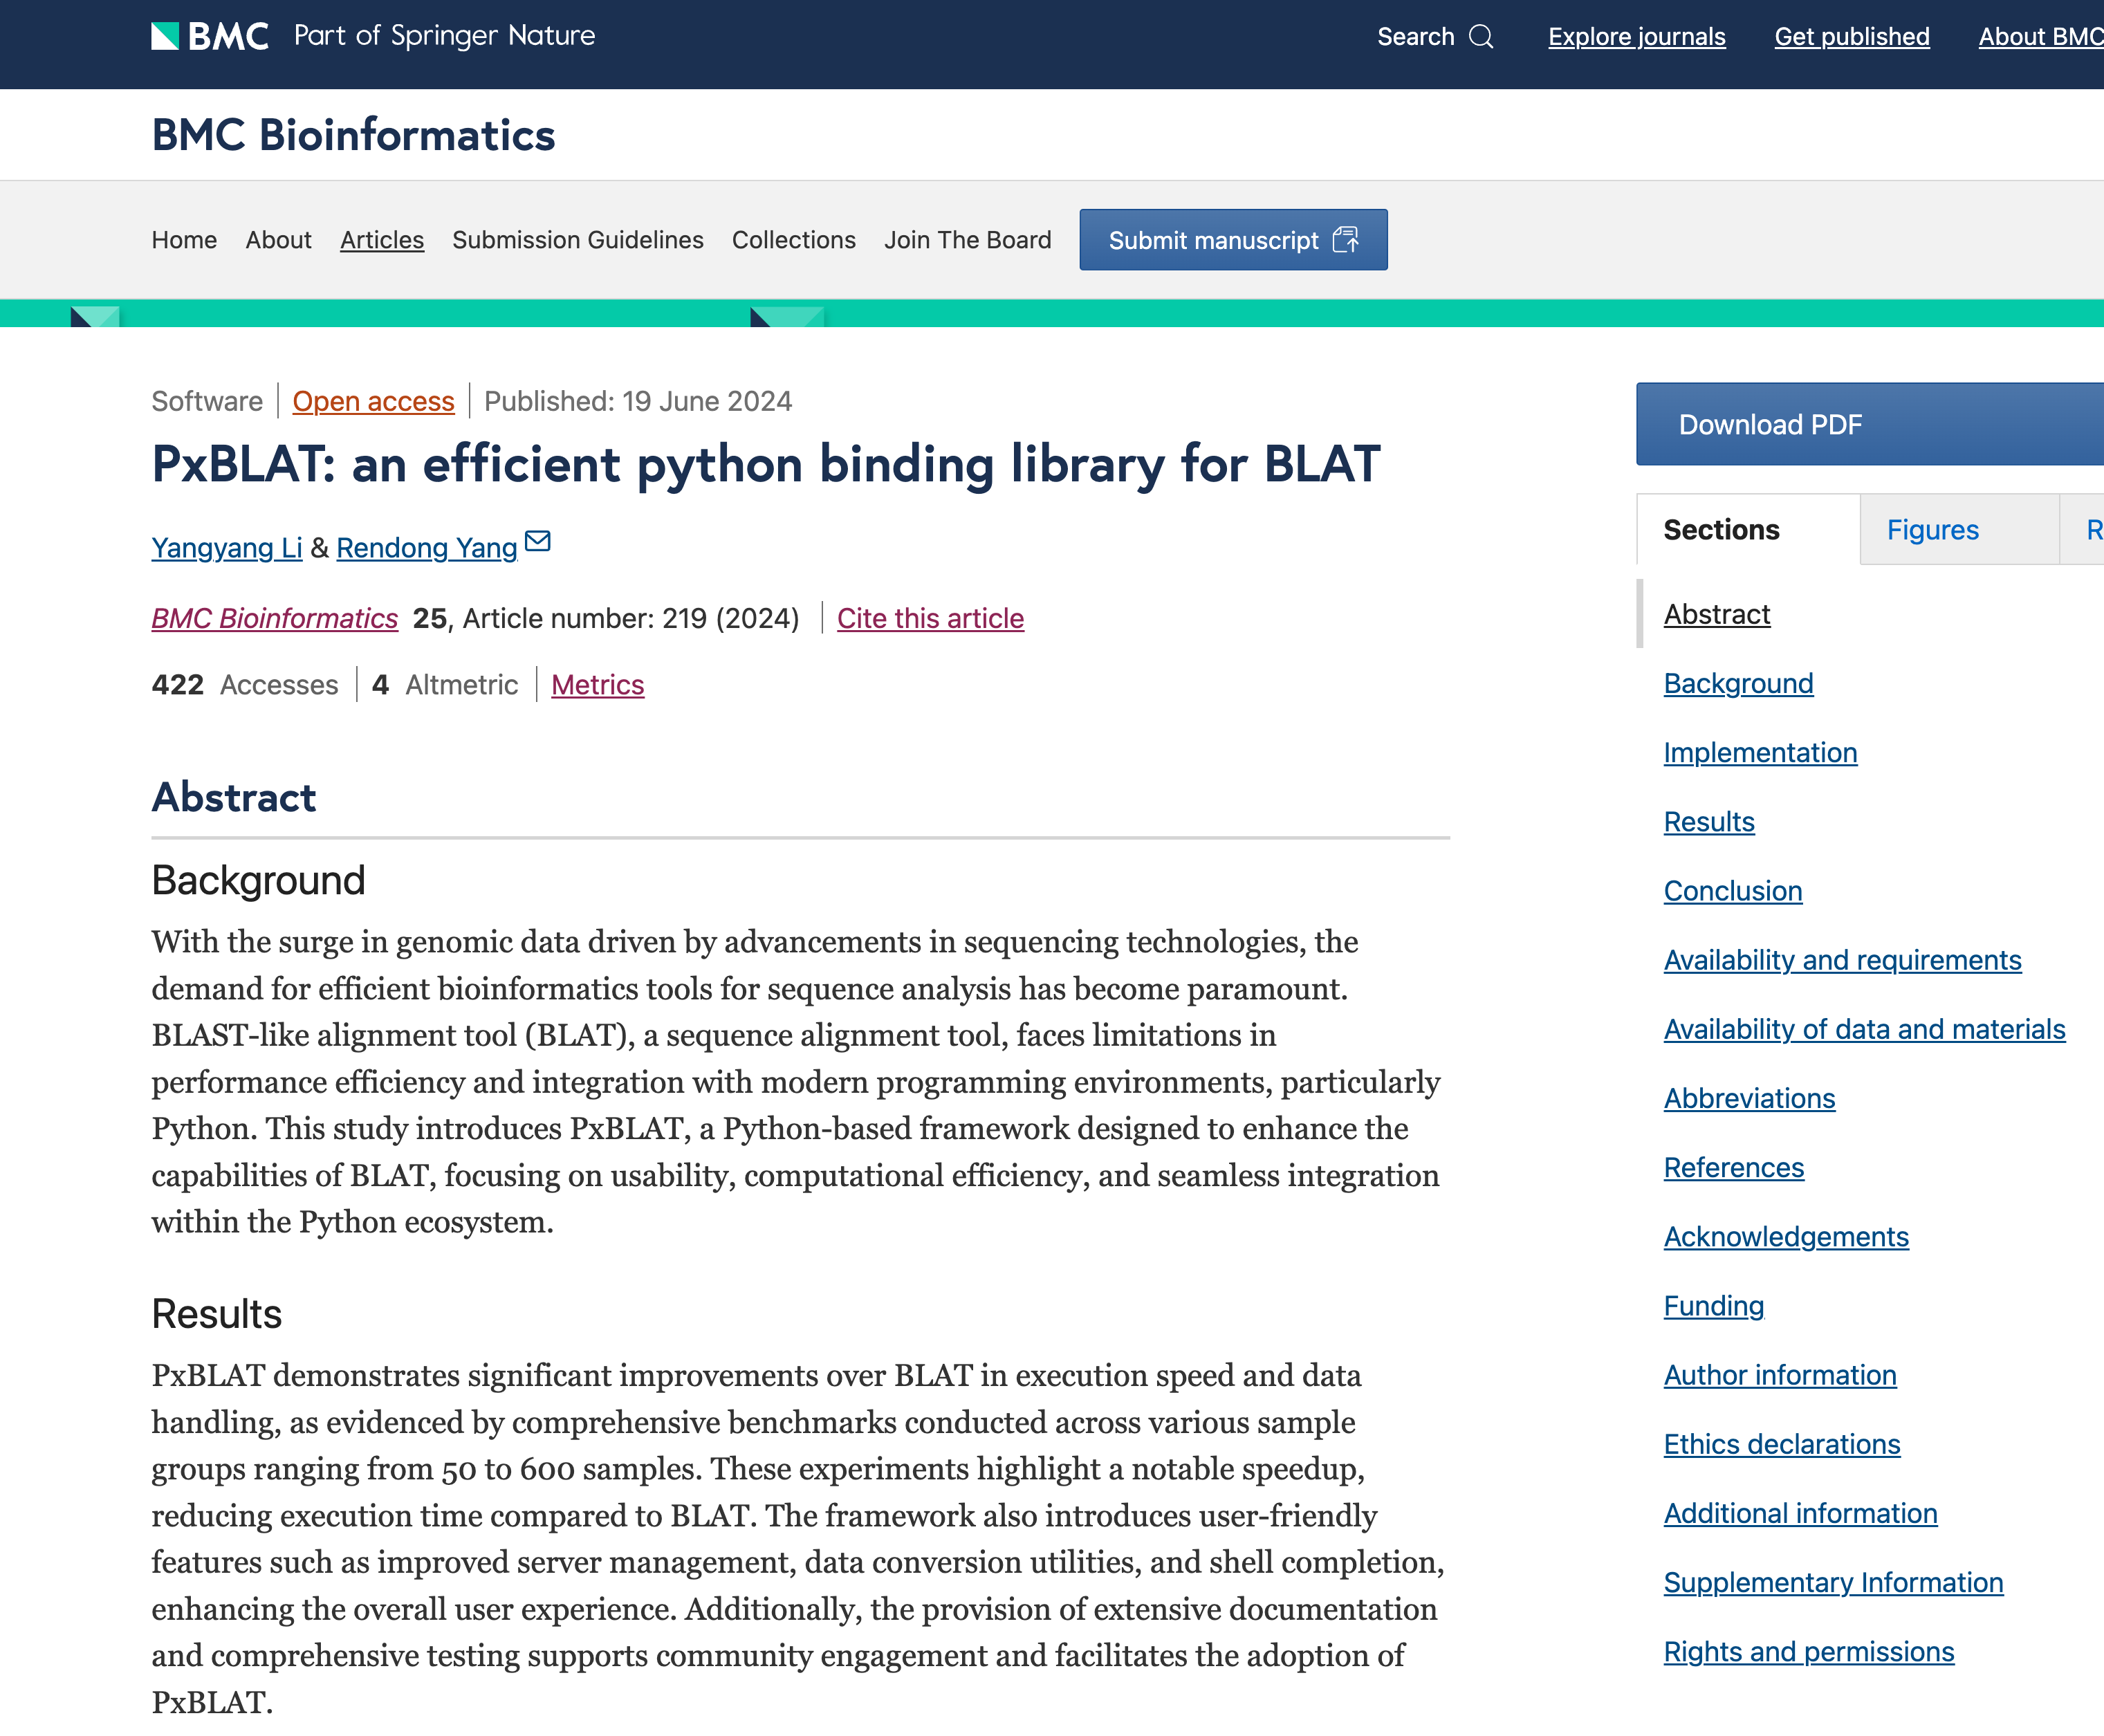 BMC Part of Springer Nature
Search Explore journals Get published About BMC
BMC Bioinformatics
Home About Articles Submission Guidelines Collections Join The Board Submit manuscript
Software Open access Published: 19 June 2024
PxBLAT: an efficient python binding library for BLAT
Yangyang Li & Rendong Yang
BMC Bioinformatics 25, Article number: 219 (2024) Cite this article
422 Accesses 4 Altmetric Metrics
Abstract
Background
With the surge in genomic data driven by advancements in sequencing technologies, the
demand for efficient bioinformatics tools for sequence analysis has become paramount.
BLAST-like alignment tool (BLAT), a sequence alignment tool, faces limitations in
performance efficiency and integration with modern programming environments, particularly
Python. This study introduces PxBLAT, a Python-based framework designed to enhance the
capabilities of BLAT, focusing on usability, computational efficiency, and seamless integration
within the Python ecosystem.
Results
PxBLAT demonstrates significant improvements over BLAT in execution speed and data
handling, as evidenced by comprehensive benchmarks conducted across various sample
groups ranging from 50 to 600 samples. These experiments highlight a notable speedup,
reducing execution time compared to BLAT. The framework also introduces user-friendly
features such as improved server management, data conversion utilities, and shell completion,
enhancing the overall user experience. Additionally, the provision of extensive documentation
and comprehensive testing supports community engagement and facilitates the adoption of
PxBLAT.
Download PDF
Sections Figures R
Abstract
Background
Implementation
Results
Conclusion
Availability and requirements
Availability of data and materials
Abbreviations
References
Acknowledgements
Funding
Author information
Ethics declarations
Additional information
Supplementary Information
Rights and permissions